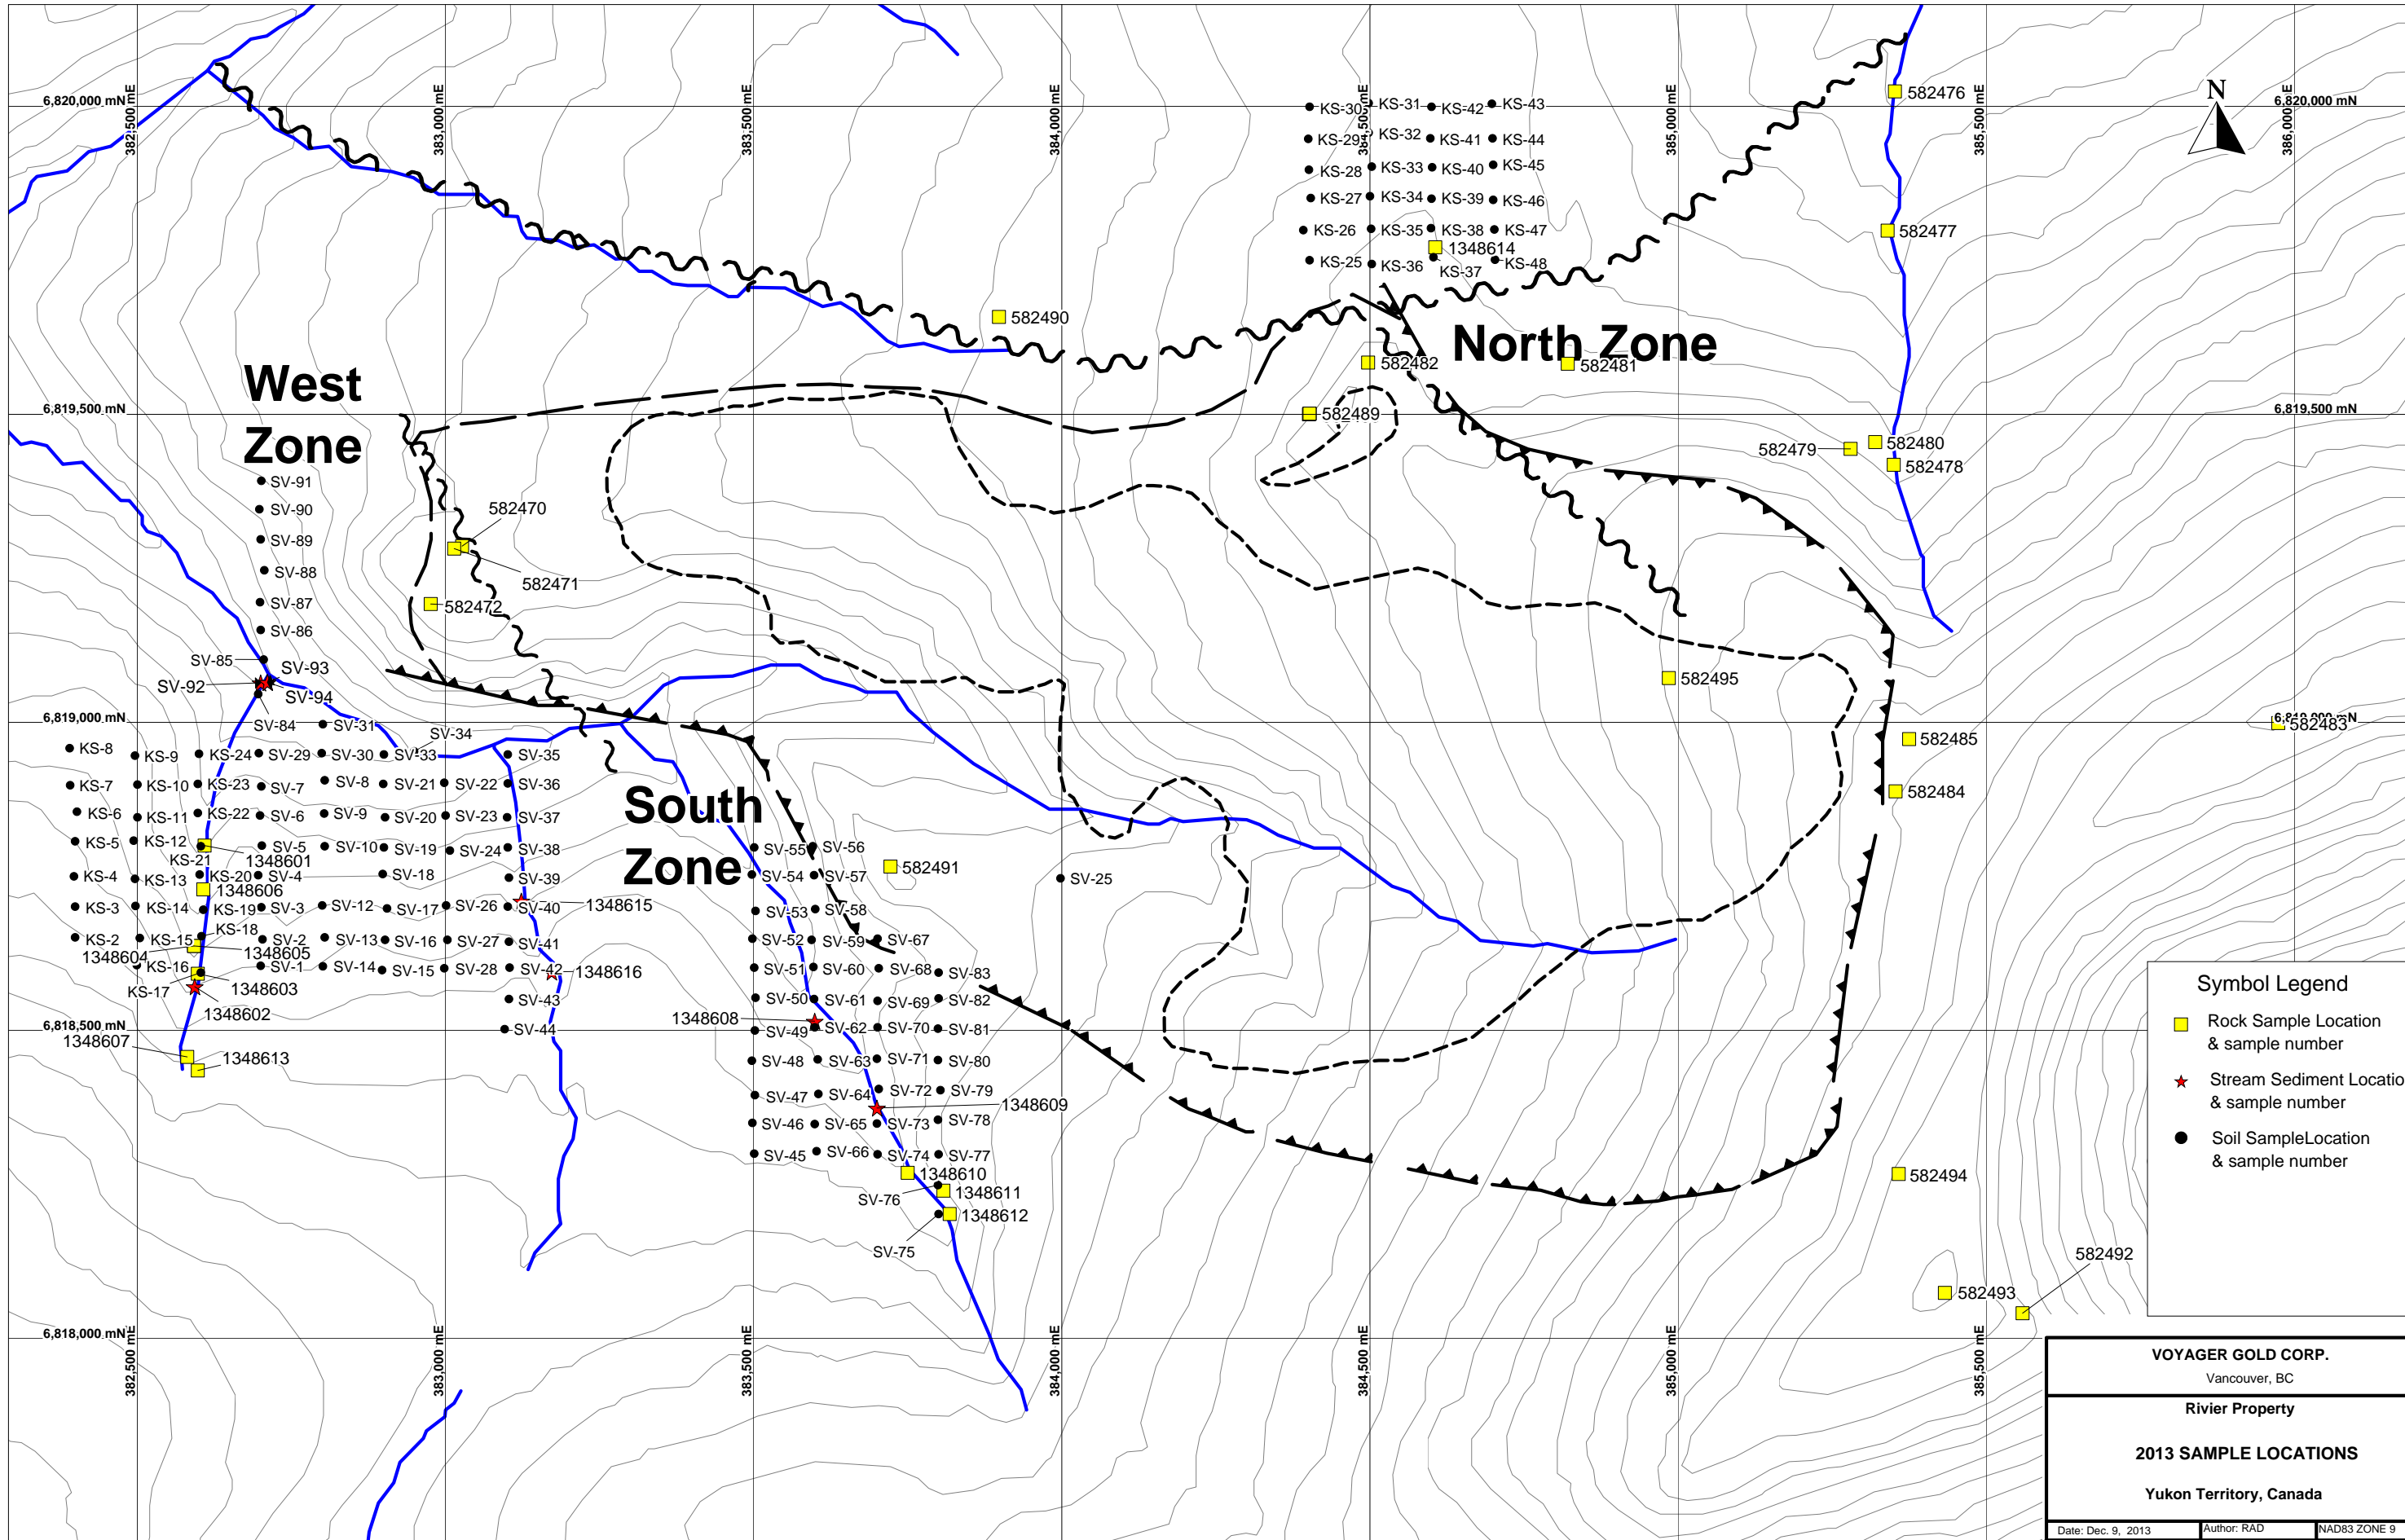 382,500 mE
383,000 mE
383,500 mE
384,000 mE
384,500 mE
385,000 mE
385,500 mE
386,000 mE
N
6,820,000 mN
6,820,000 mN
582476
KS-30
KS-31
KS-42
KS-43
KS-29
KS-32
KS-41
KS-44
KS-28
KS-33
KS-40
KS-45
KS-27
KS-34
KS-39
KS-46
KS-26
KS-35
KS-38
KS-47
582477
1348614
KS-25
KS-36
KS-37
KS-48
582490
North Zone
582482
582481
West
Zone
6,819,500 mN
6,819,500 mN
582489
582479
582480
582478
SV-91
SV-90
582470
SV-89
SV-88
582471
SV-87
582472
SV-86
SV-85
SV-93
SV-92
SV-94
582495
SV-84
6,819,000 mN
SV-31
SV-34
582483
582485
KS-8
KS-9
KS-24
SV-29
SV-30
SV-33
SV-35
KS-7
KS-10
KS-23
SV-7
SV-8
SV-21
SV-22
SV-36
582484
South
Zone
KS-6
KS-11
KS-22
SV-6
SV-9
SV-20
SV-23
SV-37
KS-5
KS-12
KS-21
1348601
SV-5
SV-10
SV-19
SV-24
SV-38
SV-55
SV-56
582491
KS-4
KS-13
KS-20
SV-4
SV-18
SV-39
SV-54
SV-57
SV-25
1348606
KS-3
KS-14
KS-19
SV-3
SV-12
SV-17
SV-26
SV-40
1348615
SV-53
SV-58
KS-18
KS-2
KS-15
SV-2
SV-13
SV-16
SV-27
SV-41
SV-52
SV-59
SV-67
1348604
1348605
KS-16
SV-1
SV-14
SV-15
SV-28
SV-42
1348616
SV-51
SV-60
SV-68
SV-83
KS-17
1348603
1348602
SV-43
SV-50
SV-61
SV-69
SV-82
6,818,500 mN
SV-44
1348608
SV-49
SV-62
SV-70
SV-81
1348607
1348613
SV-48
SV-63
SV-71
SV-80
SV-47
SV-64
SV-72
SV-79
1348609
SV-46
SV-65
SV-73
SV-78
SV-45
SV-66
SV-74
SV-77
1348610
SV-76
1348611
1348612
SV-75
582494
582492
582493
Symbol Legend
Rock Sample Location
& sample number
Stream Sediment Locatio
& sample number
Soil SampleLocation
& sample number
6,818,000 mN
382,500 mE
383,000 mE
383,500 mE
384,000 mE
384,500 mE
385,000 mE
385,500 mE
VOYAGER GOLD CORP.
Vancouver, BC
Rivier Property
2013 SAMPLE LOCATIONS
Yukon Territory, Canada
Date: Dec. 9, 2013
Author: RAD
NAD83 ZONE 9